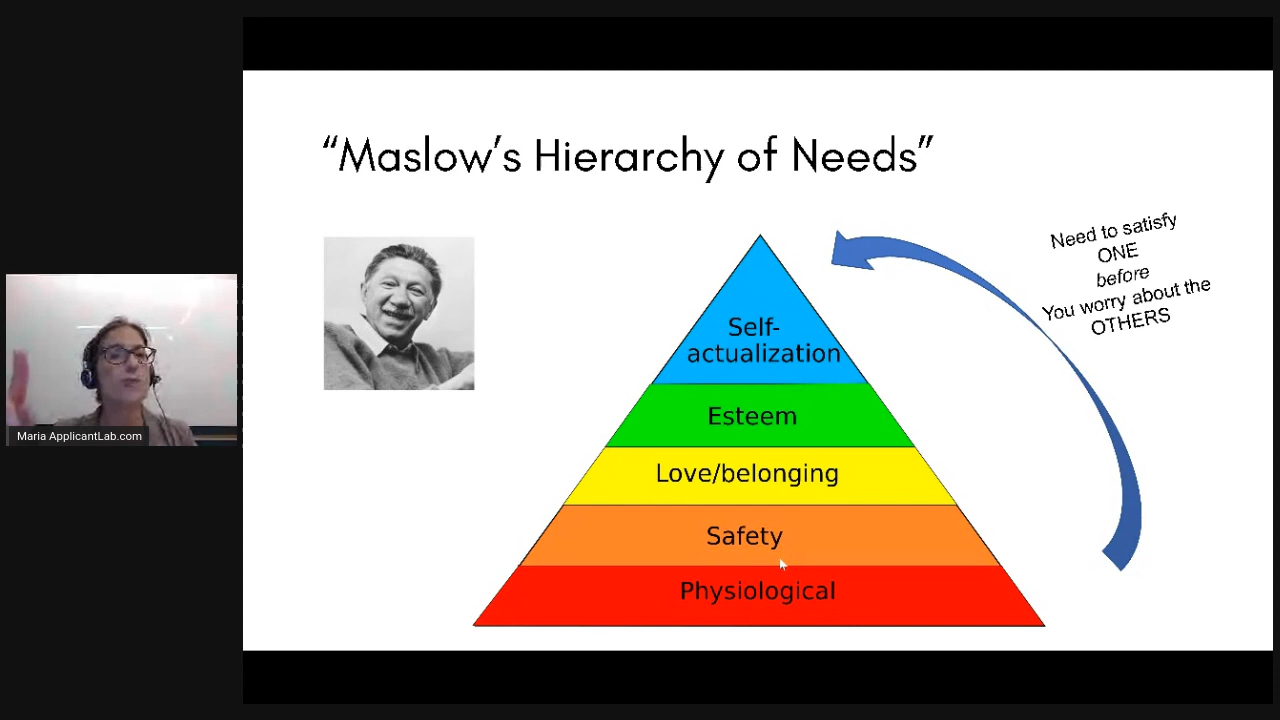 “Maslow’s Hierarchy of Needs”
Need to satisfy
ONE
before
You worry about the
OTHERS
Self-
actualization
Esteem
Love/belonging
Safety
Physiological
Maria ApplicantLab.com